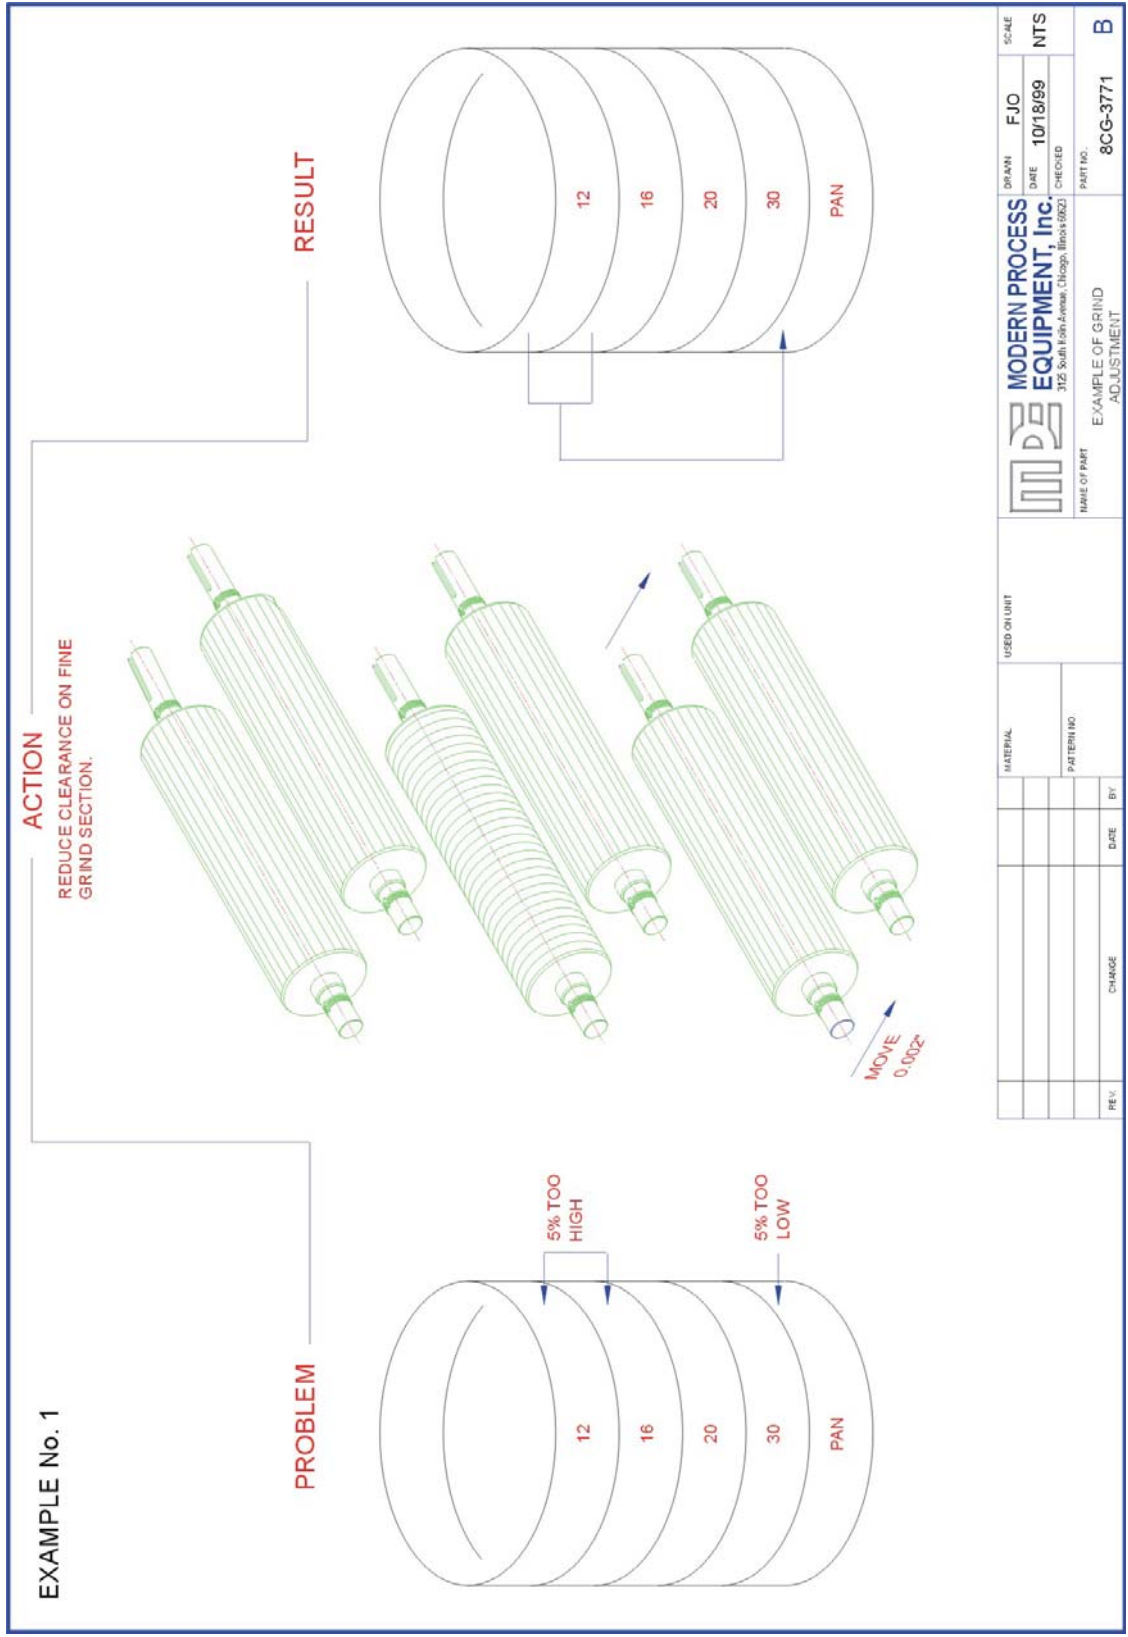 EXAMPLE No. 1
ACTION
REDUCE CLEARANCE ON FINE
GRIND SECTION.
PROBLEM
12
16
20
30
PAN
5% TOO
HIGH
5% TOO
LOW
MOVE
0.002"
RESULT
12
16
20
30
PAN
REV.
CHANGE
DATE
BY
MATERIAL
PATTERN NO
USED ON UNIT
MPE
MODERN PROCESS
EQUIPMENT, Inc.
3125 South Kolin Avenue, Chicago, Illinois 60623
NAME OF PART
EXAMPLE OF GRIND
ADJUSTMENT
DRAWN FJO
DATE 10/18/99
CHECKED
SCALE
NTS
PART NO.
8CG-3771
B